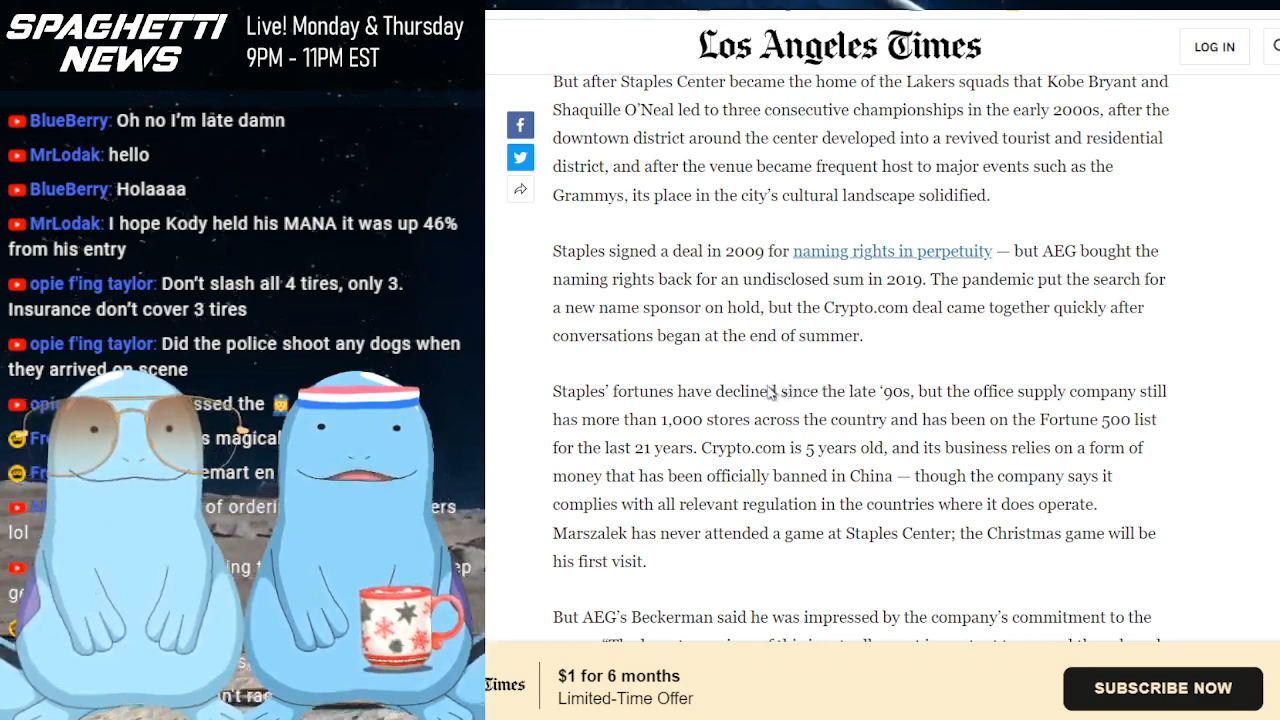 SPAGHETTI
NEWS
Live! Monday & Thursday
9PM - 11PM EST
BlueBerry: Oh no I'm late damn
MrLodak: hello
BlueBerry: Holaaaa
MrLodak: I hope Kody held his MANA it was up 46%
from his entry
opie f'ing taylor: Don't slash all 4 tires, only 3.
Insurance don't cover 3 tires
opie f'ing taylor: Did the police shoot any dogs when
they arrived on scene
lol
Los Angeles Times
LOG IN
But after Staples Center became the home of the Lakers squads that Kobe Bryant and
Shaquille O'Neal led to three consecutive championships in the early 2000s, after the
downtown district around the center developed into a revived tourist and residential
district, and after the venue became frequent host to major events such as the
Grammys, its place in the city's cultural landscape solidified.
Staples signed a deal in 2009 for naming rights in perpetuity — but AEG bought the
naming rights back for an undisclosed sum in 2019. The pandemic put the search for
a new name sponsor on hold, but the Crypto.com deal came together quickly after
conversations began at the end of summer.
Staples' fortunes have declined since the late '90s, but the office supply company still
has more than 1,000 stores across the country and has been on the Fortune 500 list
for the last 21 years. Crypto.com is 5 years old, and its business relies on a form of
money that has been officially banned in China — though the company says it
complies with all relevant regulation in the countries where it does operate.
Marszalek has never attended a game at Staples Center; the Christmas game will be
his first visit.
But AEG's Beckerman said he was impressed by the company's commitment to the
Times
$1 for 6 months
Limited-Time Offer
SUBSCRIBE NOW